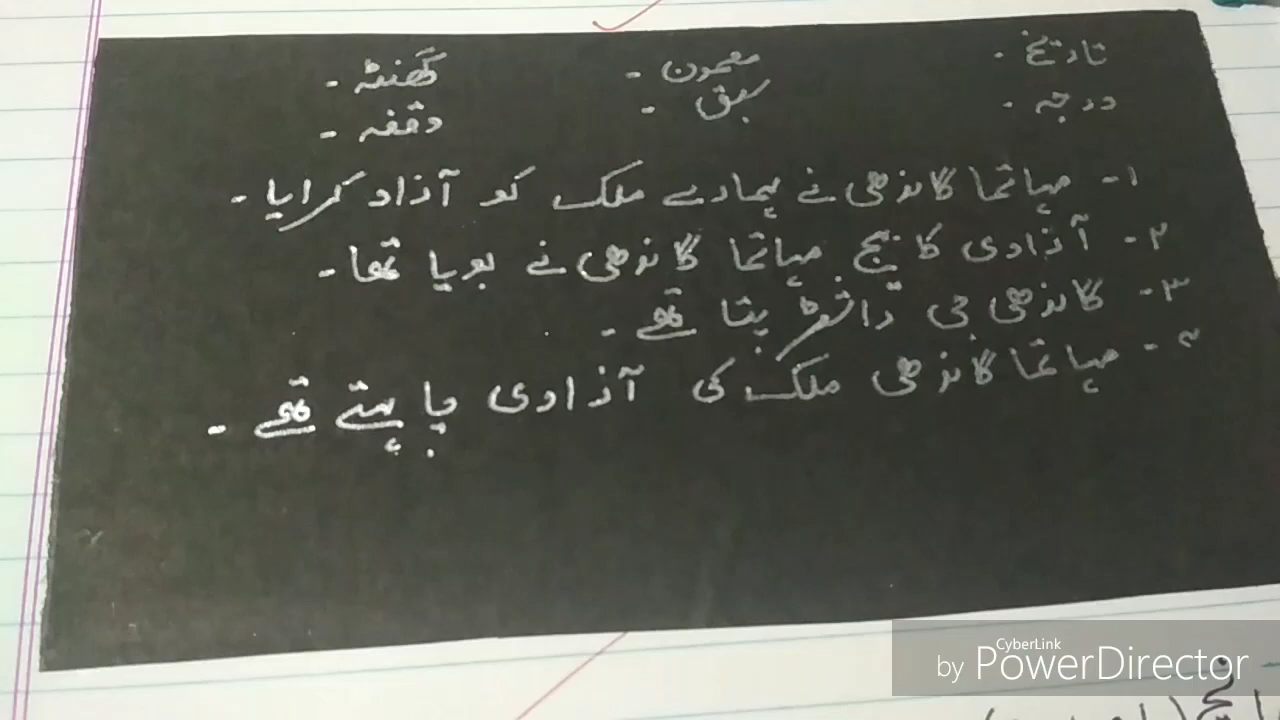 تاریخ - مضمون - گھنٹہ -
درجہ - سبق - وقفہ -
۱- مہاتما گاندھی نے ہمارے ملک کو آزاد کرایا -
۲- آزادی کا بیج مہاتما گاندھی نے بویا تھا -
۳- گاندھی جی راشٹر پتا تھے -
۴- مہاتما گاندھی ملک کی آزادی چاہتے تھے -
CyberLink
by PowerDirector